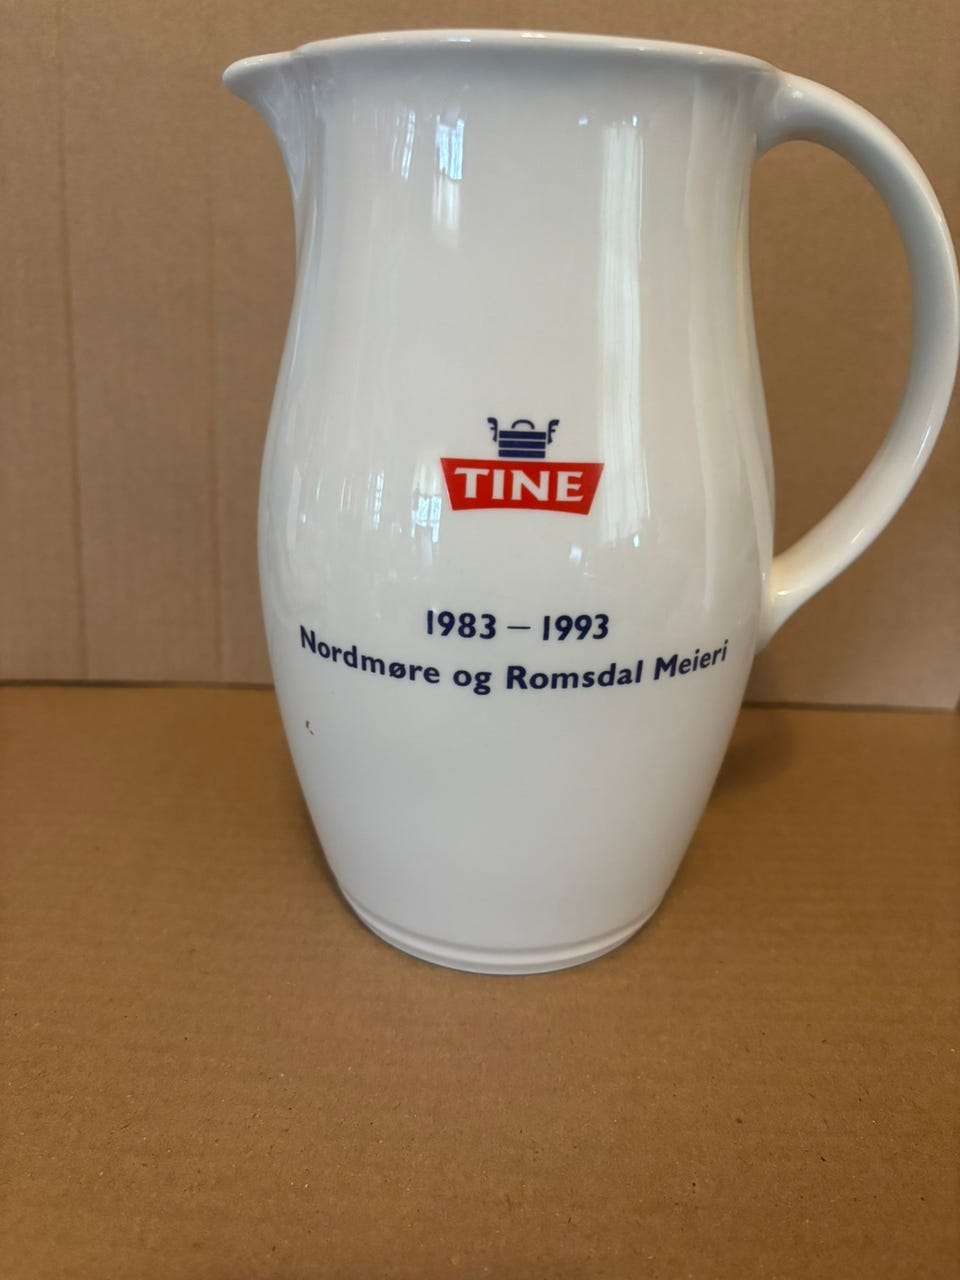 TINE
1983 – 1993
Nordmøre og Romsdal Meieri